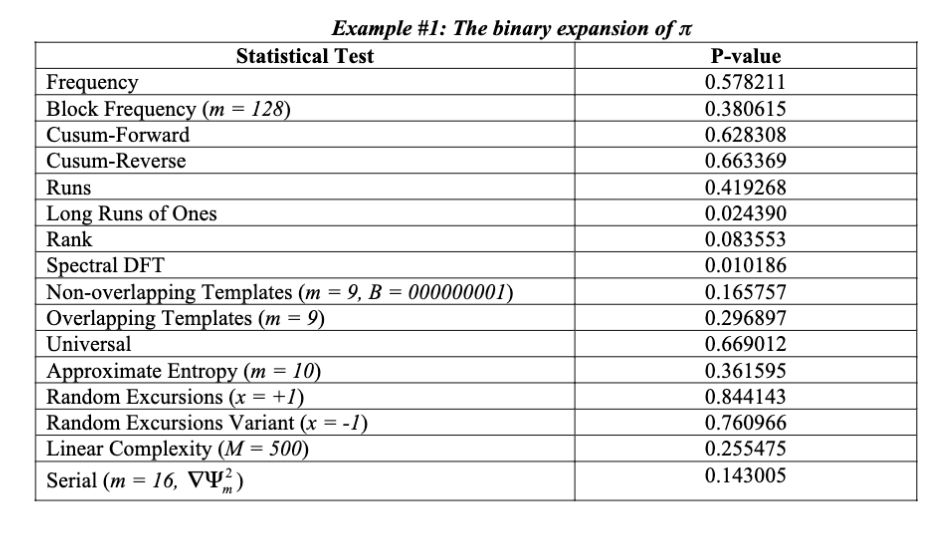 Example #1: The binary expansion of π
Statistical Test P-value
Frequency 0.578211
Block Frequency (m = 128) 0.380615
Cusum-Forward 0.628308
Cusum-Reverse 0.663369
Runs 0.419268
Long Runs of Ones 0.024390
Rank 0.083553
Spectral DFT 0.010186
Non-overlapping Templates (m = 9, B = 000000001) 0.165757
Overlapping Templates (m = 9) 0.296897
Universal 0.669012
Approximate Entropy (m = 10) 0.361595
Random Excursions (x = +1) 0.844143
Random Excursions Variant (x = -1) 0.760966
Linear Complexity (M = 500) 0.255475
Serial (m = 16, ∇Ψ²ₘ) 0.143005